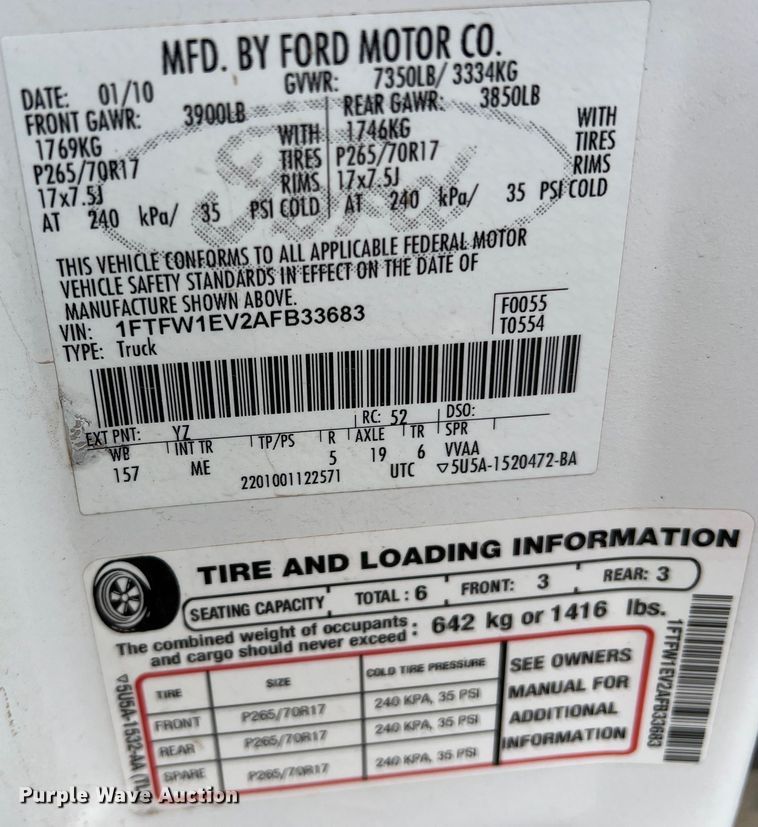 MFD. BY FORD MOTOR CO.
DATE: 01/10 GVWR: 7350LB/ 3334KG
FRONT GAWR: 3900LB REAR GAWR: 3850LB
1769KG WITH 1746KG WITH
P265/70R17 TIRES P265/70R17 TIRES
17x7.5J RIMS 17x7.5J RIMS
AT 240 kPa/ 35 PSI COLD AT 240 kPa/ 35 PSI COLD
Ford
THIS VEHICLE CONFORMS TO ALL APPLICABLE FEDERAL MOTOR
VEHICLE SAFETY STANDARDS IN EFFECT ON THE DATE OF
MANUFACTURE SHOWN ABOVE.
VIN: 1FTFW1EV2AFB33683 F0055
TYPE: Truck T0554
EXT PNT: YZ RC: 52 DSO:
WB INT TR TP/PS R AXLE TR SPR
157 ME 5 19 6 VVAA
2201001122571 UTC ▽5U5A-1520472-BA
TIRE AND LOADING INFORMATION
SEATING CAPACITY TOTAL: 6 FRONT: 3 REAR: 3
The combined weight of occupants
and cargo should never exceed : 642 kg or 1416 lbs.
TIRE SIZE COLD TIRE PRESSURE
FRONT P265/70R17 240 KPA, 35 PSI
REAR P265/70R17 240 KPA, 35 PSI
SPARE P265/70R17 240 KPA, 35 PSI
SEE OWNERS
MANUAL FOR
ADDITIONAL
INFORMATION
▽5U5A-1532-AA
1FTFW1EV2AFB33683
Purple Wave Auction